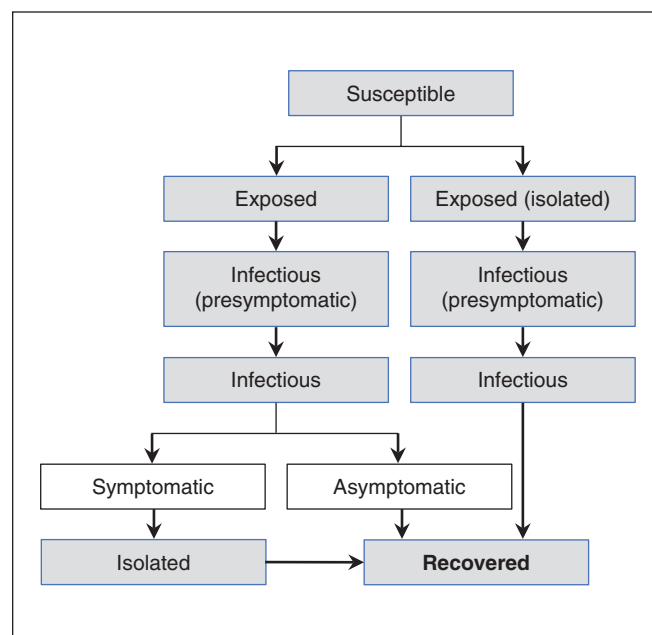 Susceptible
Exposed
Exposed (isolated)
Infectious
(presymptomatic)
Infectious
(presymptomatic)
Infectious
Infectious
Symptomatic
Asymptomatic
Isolated
Recovered